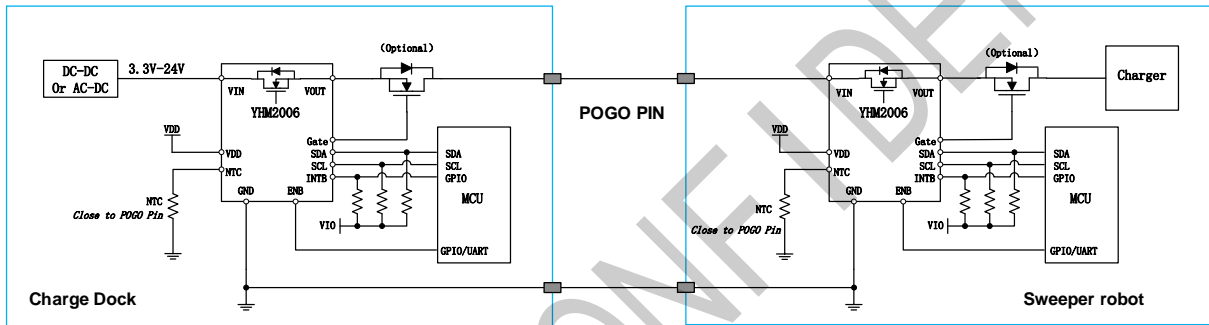 (Optional)
DC-DC
Or AC-DC
3.3V-24V
VIN
VOUT
YHM2006
Gate
VDD
VDD
SDA
SCL
INTB
NTC
GND
ENB
SDA
SCL
GPIO
MCU
NTC
Close to POGO Pin
VIO
GPIO/UART
Charge Dock
POGO PIN
(Optional)
Charger
VIN
VOUT
YHM2006
Gate
VDD
VDD
SDA
SCL
INTB
NTC
GND
ENB
SDA
SCL
GPIO
MCU
NTC
Close to POGO Pin
VIO
GPIO/UART
Sweeper robot